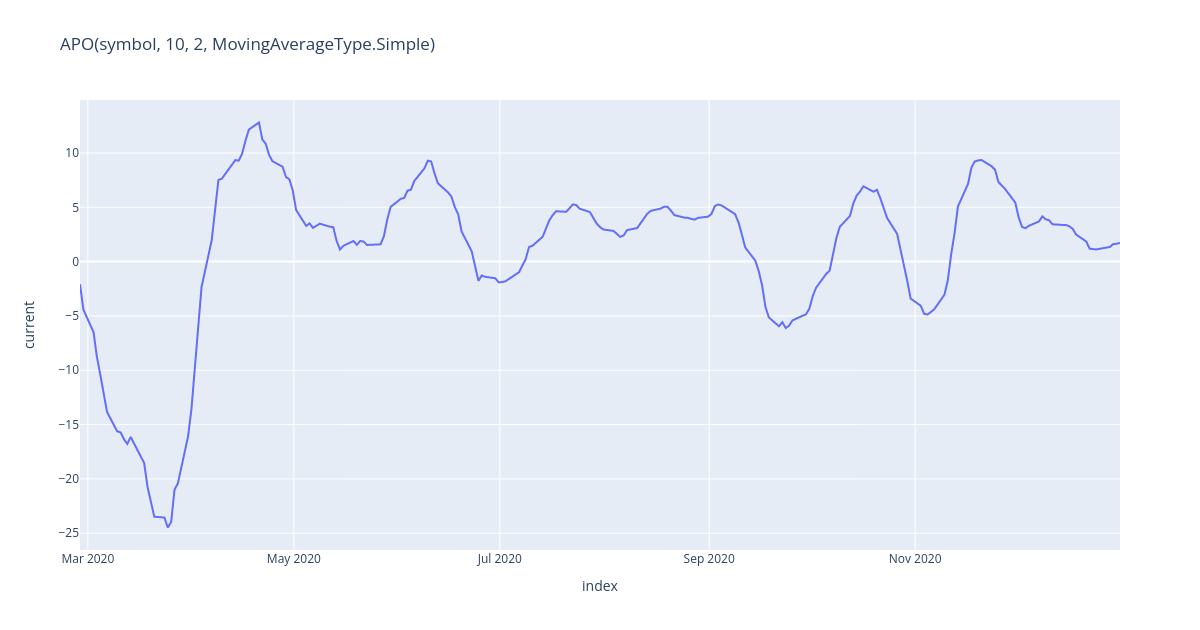 APO(symbol, 10, 2, MovingAverageType.Simple)
10
5
0
−5
−10
−15
−20
−25
current
Mar 2020
May 2020
Jul 2020
Sep 2020
Nov 2020
index